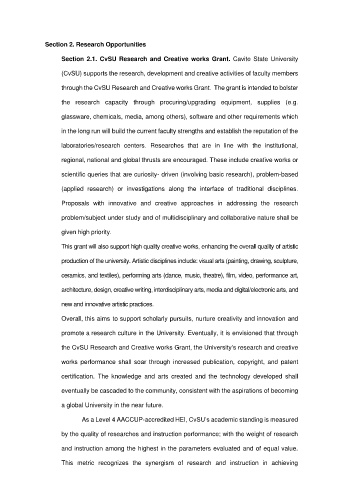 Section 2. Research Opportunities
Section 2.1. CvSU Research and Creative works Grant. Cavite State University
(CvSU) supports the research, development and creative activities of faculty members
through the CvSU Research and Creative works Grant. The grant is intended to bolster
the research capacity through procuring/upgrading equipment, supplies (e.g.
glassware, chemicals, media, among others), software and other requirements which
in the long run will build the current faculty strengths and establish the reputation of the
laboratories/research centers. Researches that are in line with the institutional,
regional, national and global thrusts are encouraged. These include creative works or
scientific queries that are curiosity- driven (involving basic research), problem-based
(applied research) or investigations along the interface of traditional disciplines.
Proposals with innovative and creative approaches in addressing the research
problem/subject under study and of multidisciplinary and collaborative nature shall be
given high priority.
This grant will also support high quality creative works, enhancing the overall quality of artistic
production of the university. Artistic disciplines include: visual arts (painting, drawing, sculpture,
ceramics, and textiles), performing arts (dance, music, theatre), film, video, performance art,
architecture, design, creative writing, interdisciplinary arts, media and digital/electronic arts, and
new and innovative artistic practices.
Overall, this aims to support scholarly pursuits, nurture creativity and innovation and
promote a research culture in the University. Eventually, it is envisioned that through
the CvSU Research and Creative works Grant, the University's research and creative
works performance shall soar through increased publication, copyright, and patent
certification. The knowledge and arts created and the technology developed shall
eventually be cascaded to the community, consistent with the aspirations of becoming
a global University in the near future.
As a Level 4 AACCUP-accredited HEI, CvSU's academic standing is measured
by the quality of researches and instruction performance; with the weight of research
and instruction among the highest in the parameters evaluated and of equal value.
This metric recognizes the synergism of research and instruction in achieving